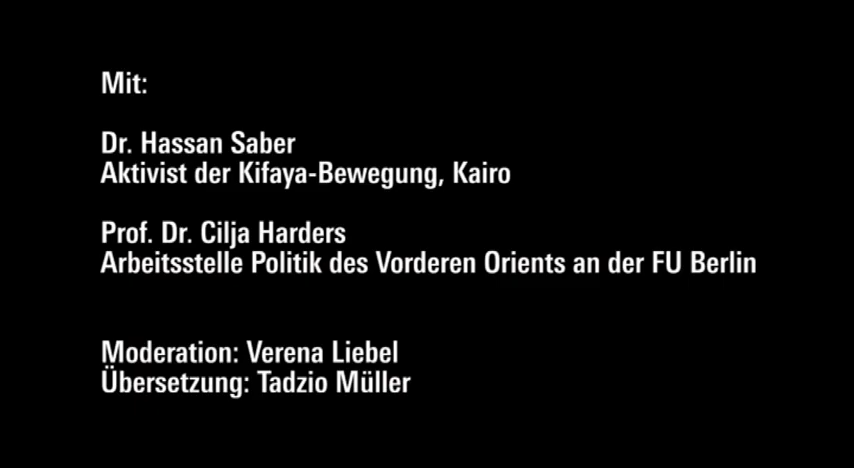 Mit:
Dr. Hassan Saber
Aktivist der Kifaya-Bewegung, Kairo
Prof. Dr. Cilja Harders
Arbeitsstelle Politik des Vorderen Orients an der FU Berlin
Moderation: Verena Liebel
Übersetzung: Tadzio Müller